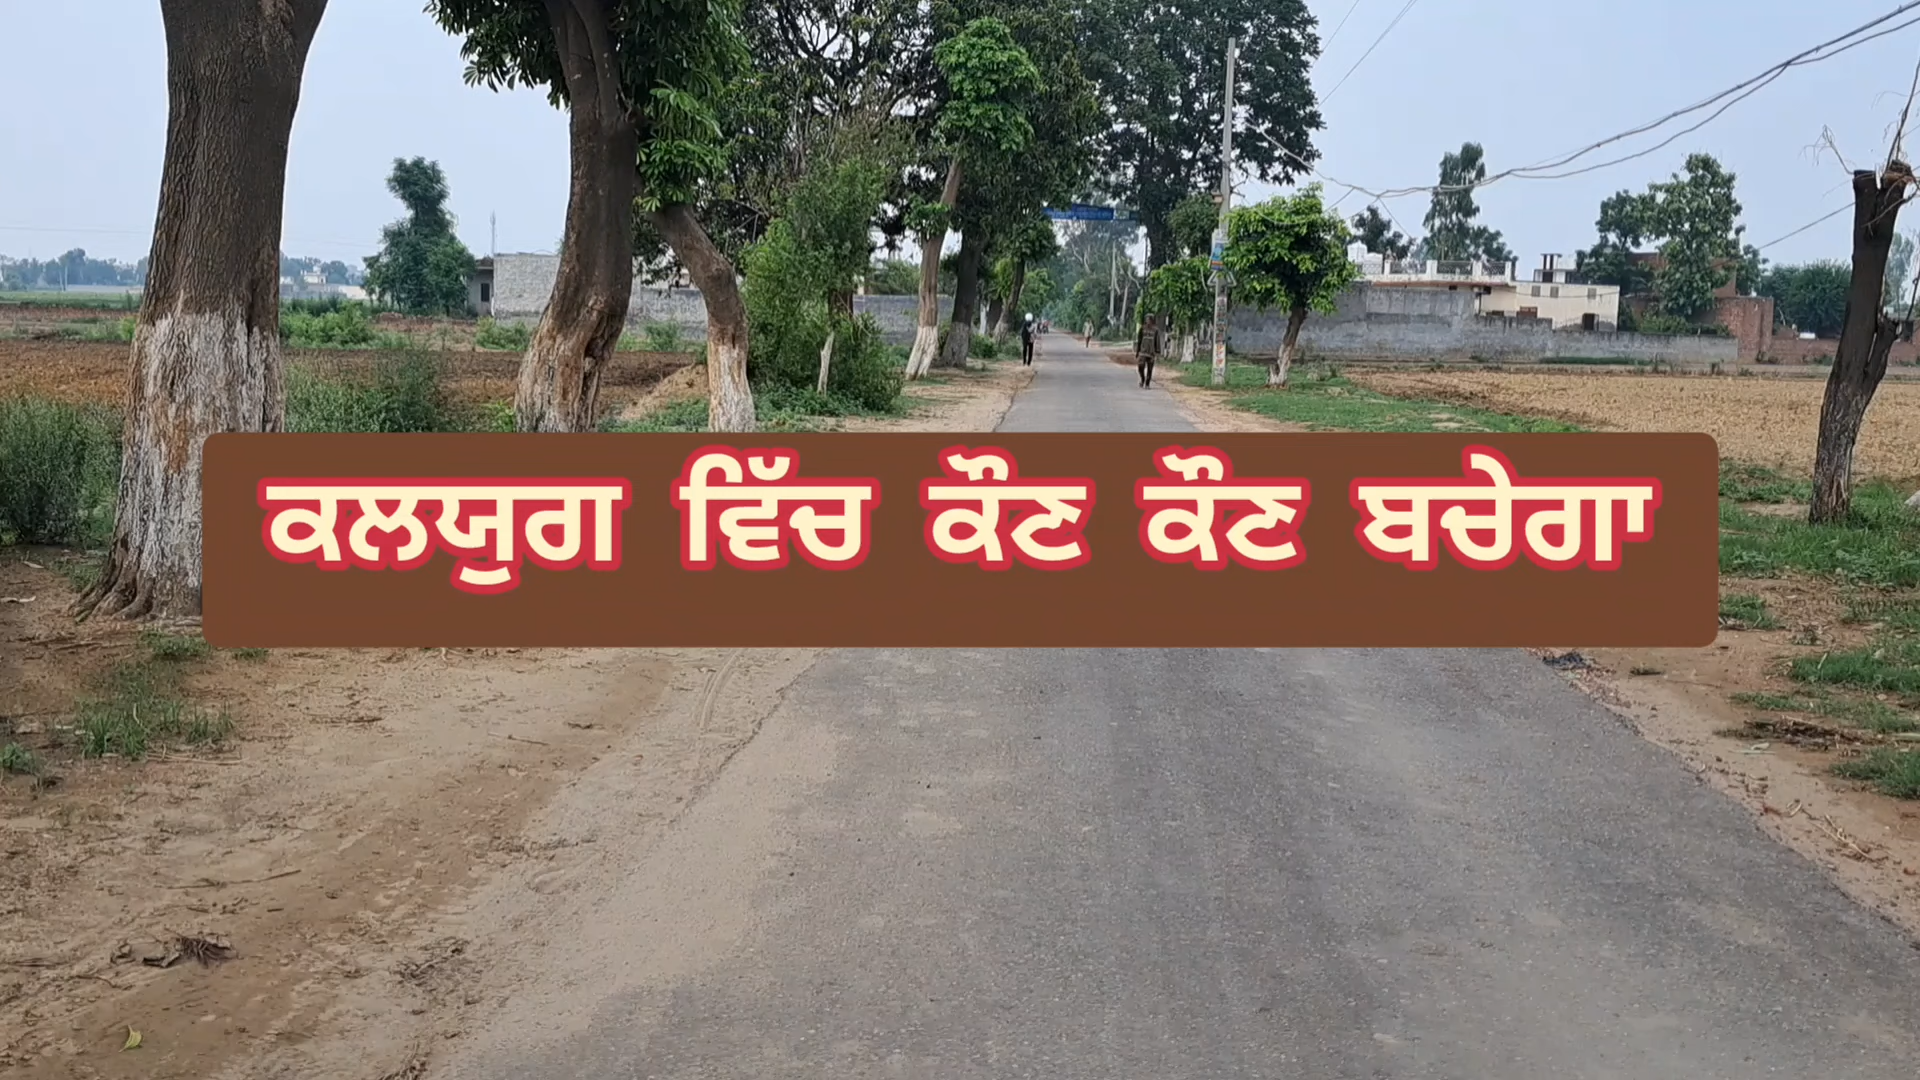 ਕਲਯੁਗ ਵਿੱਚ ਕੌਣ ਕੌਣ ਬਚੇਗਾ